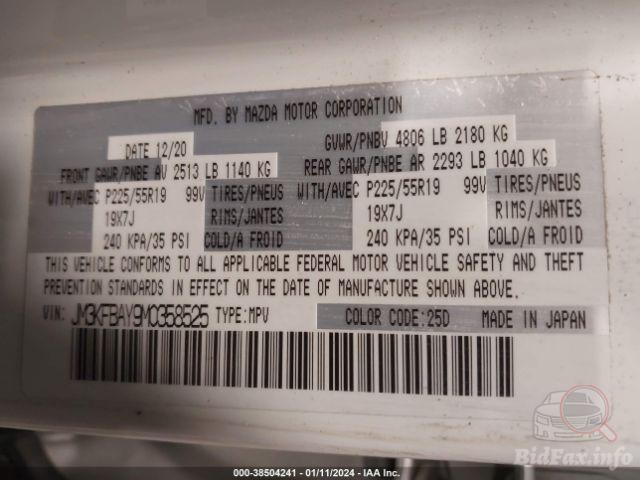 MFD. BY MAZDA MOTOR CORPORATION
DATE 12/20 GVWR/PNBV 4806 LB 2180 KG
FRONT GAWR/PNBE AV 2513 LB 1140 KG REAR GAWR/PNBE AR 2293 LB 1040 KG
WITH/AVEC P225/55R19 99V TIRES/PNEUS WITH/AVEC P225/55R19 99V TIRES/PNEUS
19X7J RIMS/JANTES 19X7J RIMS/JANTES
240 KPA/35 PSI COLD/A FROID 240 KPA/35 PSI COLD/A FROID
THIS VEHICLE CONFORMS TO ALL APPLICABLE FEDERAL MOTOR VEHICLE SAFETY AND THEFT
PREVENTION STANDARDS IN EFFECT ON THE DATE OF MANUFACTURE SHOWN ABOVE.
VIN: JM3KFBAY9M0358525 TYPE:MPV COLOR CODE:25D MADE IN JAPAN
BidFax.info
000-38504241 - 01/11/2024 - IAA Inc.